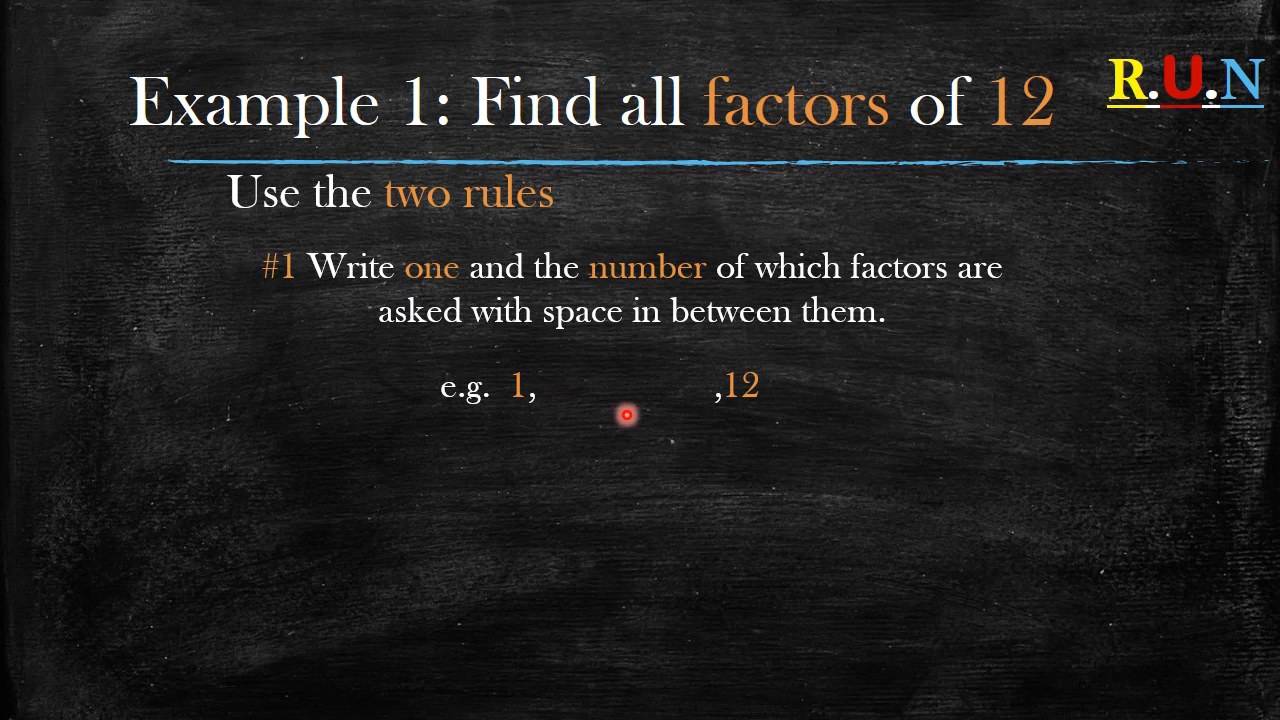 Example 1: Find all factors of 12
R.U.N
Use the two rules
#1 Write one and the number of which factors are
asked with space in between them.
e.g. 1, ,12